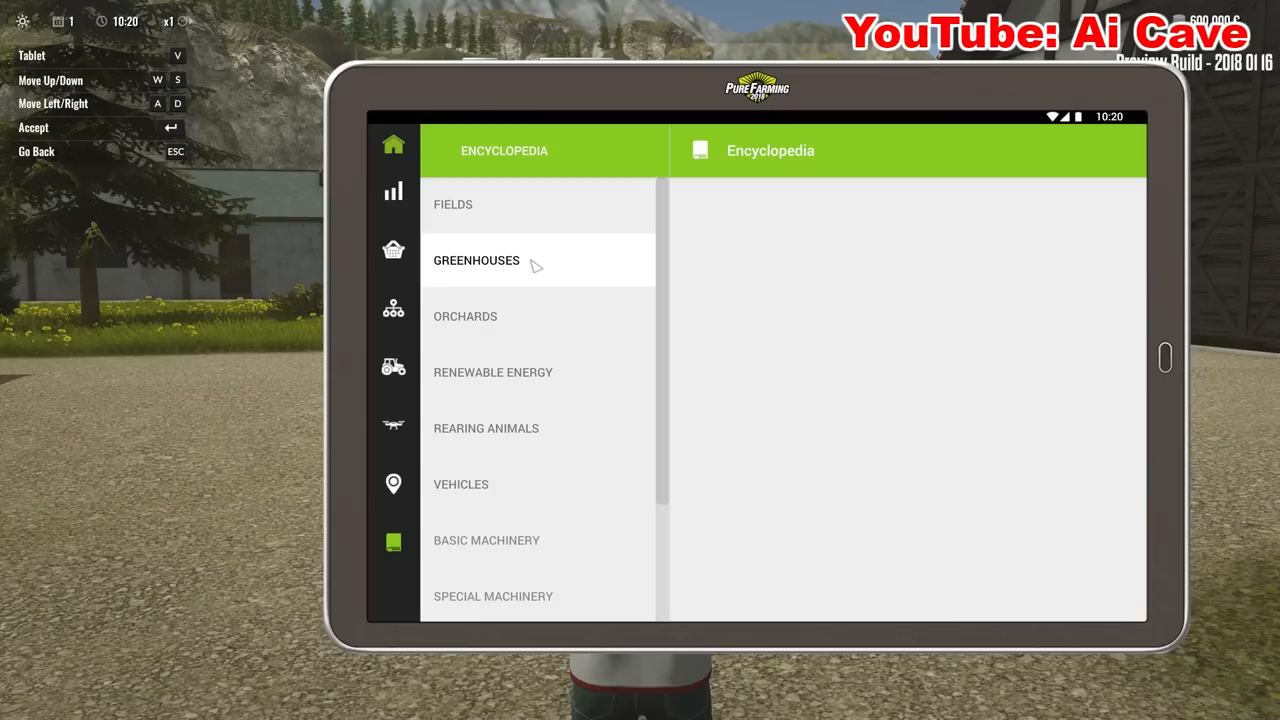 1 10:20 x1
YouTube: Ai Cave
Preview Build - 2018 01 16
Tablet V
Move Up/Down W S
Move Left/Right A D
Accept
Go Back ESC
PURE FARMING
2018
10:20
ENCYCLOPEDIA
Encyclopedia
FIELDS
GREENHOUSES
ORCHARDS
RENEWABLE ENERGY
REARING ANIMALS
VEHICLES
BASIC MACHINERY
SPECIAL MACHINERY